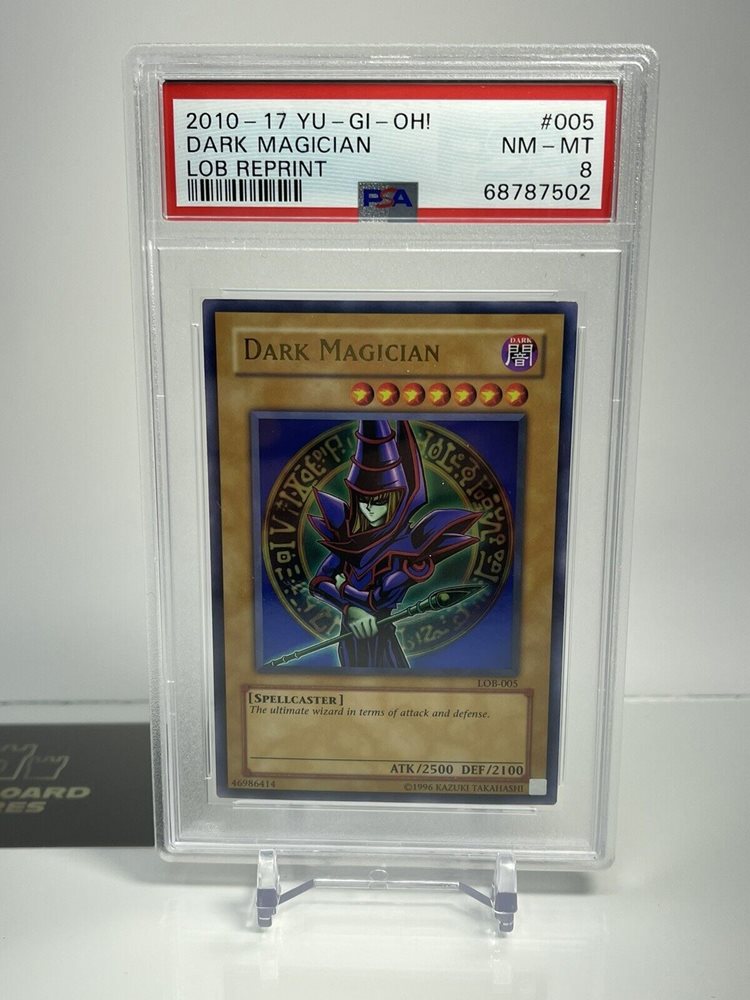 2010 - 17 YU - GI - OH! #005
DARK MAGICIAN NM - MT
LOB REPRINT 8
PSA 68787502
DARK MAGICIAN
DARK
闇
LOB-005
[SPELLCASTER]
The ultimate wizard in terms of attack and defense.
ATK/2500 DEF/2100
46986414 ©1996 KAZUKI TAKAHASHI
OARD
RES